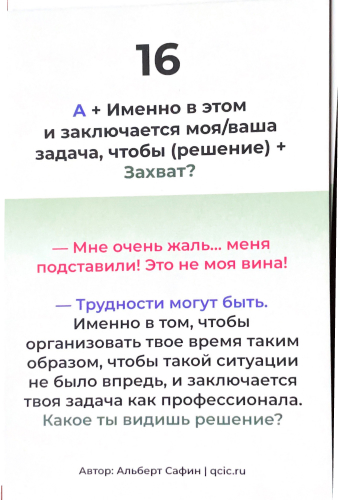 16
А + Именно в этом
и заключается моя/ваша
задача, чтобы (решение) +
Захват?
— Мне очень жаль... меня
подставили! Это не моя вина!
— Трудности могут быть.
Именно в том, чтобы
организовать твое время таким
образом, чтобы такой ситуации
не было впредь, и заключается
твоя задача как профессионала.
Какое ты видишь решение?
Автор: Альберт Сафин | qcic.ru